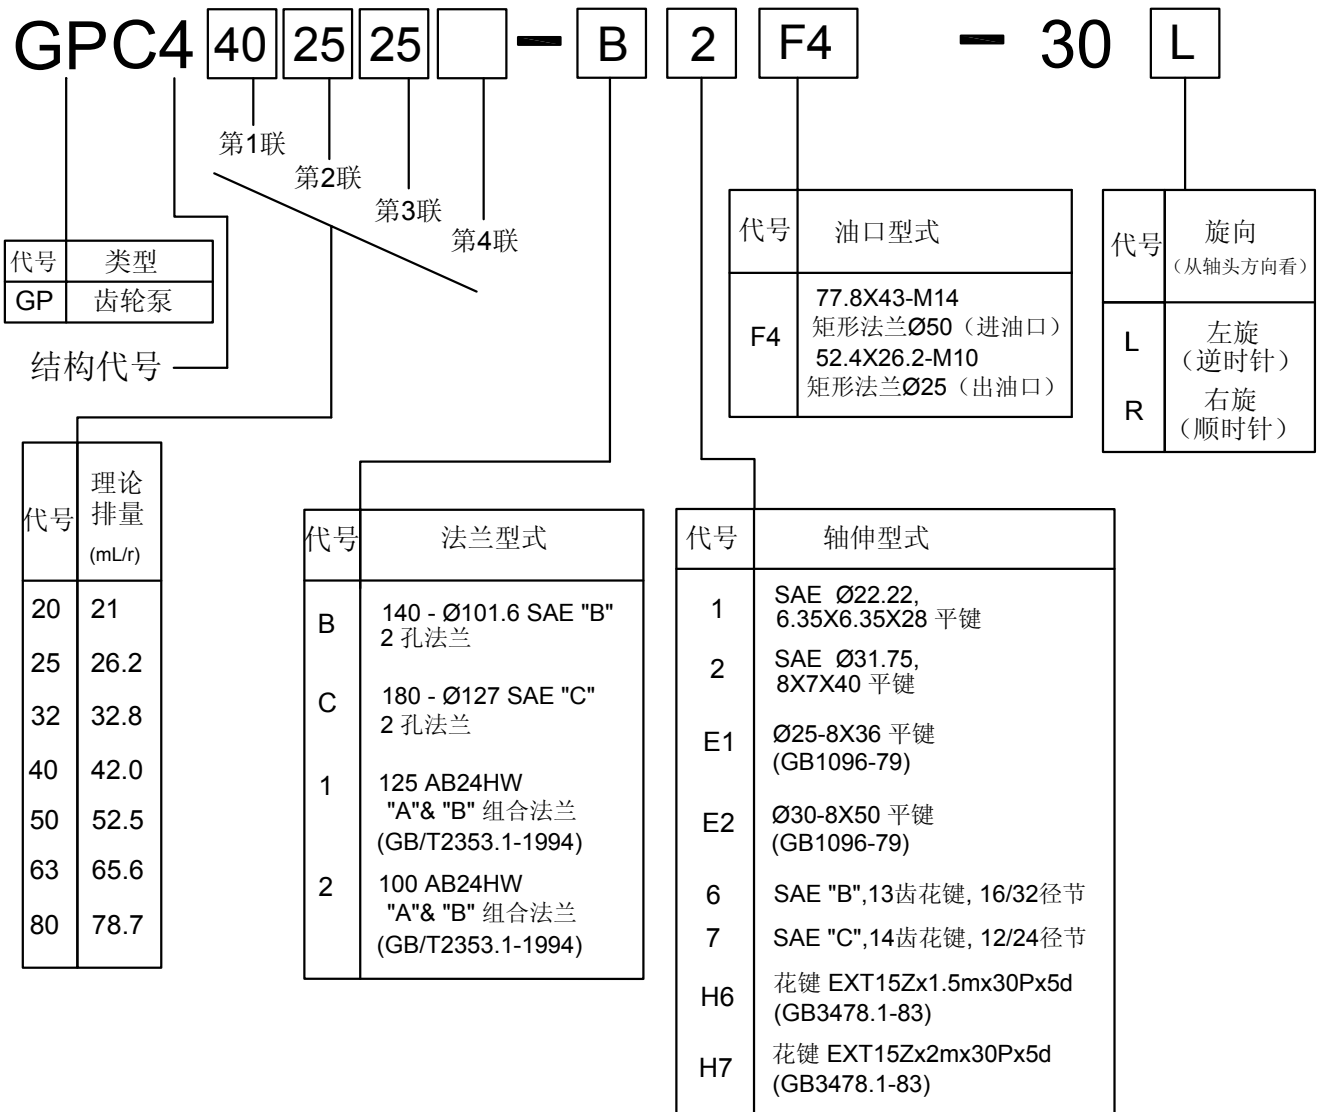 GPC4 40 25 25 - B 2 F4 - 30 L
第1联
第2联
第3联
第4联
代号 类型
GP 齿轮泵
结构代号
代号 理论排量 (mL/r)
20 21
25 26.2
32 32.8
40 42.0
50 52.5
63 65.6
80 78.7
代号 法兰型式
B 140 - Ø101.6 SAE "B"
2 孔法兰
C 180 - Ø127 SAE "C"
2 孔法兰
1 125 AB24HW
"A"& "B" 组合法兰
(GB/T2353.1-1994)
2 100 AB24HW
"A"& "B" 组合法兰
(GB/T2353.1-1994)
代号 轴伸型式
1 SAE Ø22.22,
6.35X6.35X28 平键
2 SAE Ø31.75,
8X7X40 平键
E1 Ø25-8X36 平键
(GB1096-79)
E2 Ø30-8X50 平键
(GB1096-79)
6 SAE "B",13齿花键, 16/32径节
7 SAE "C",14齿花键, 12/24径节
H6 花键 EXT15Zx1.5mx30Px5d
(GB3478.1-83)
H7 花键 EXT15Zx2mx30Px5d
(GB3478.1-83)
代号 油口型式
F4 77.8X43-M14
矩形法兰Ø50（进油口）
52.4X26.2-M10
矩形法兰Ø25（出油口）
代号 旋向
（从轴头方向看）
L 左旋
（逆时针）
R 右旋
（顺时针）